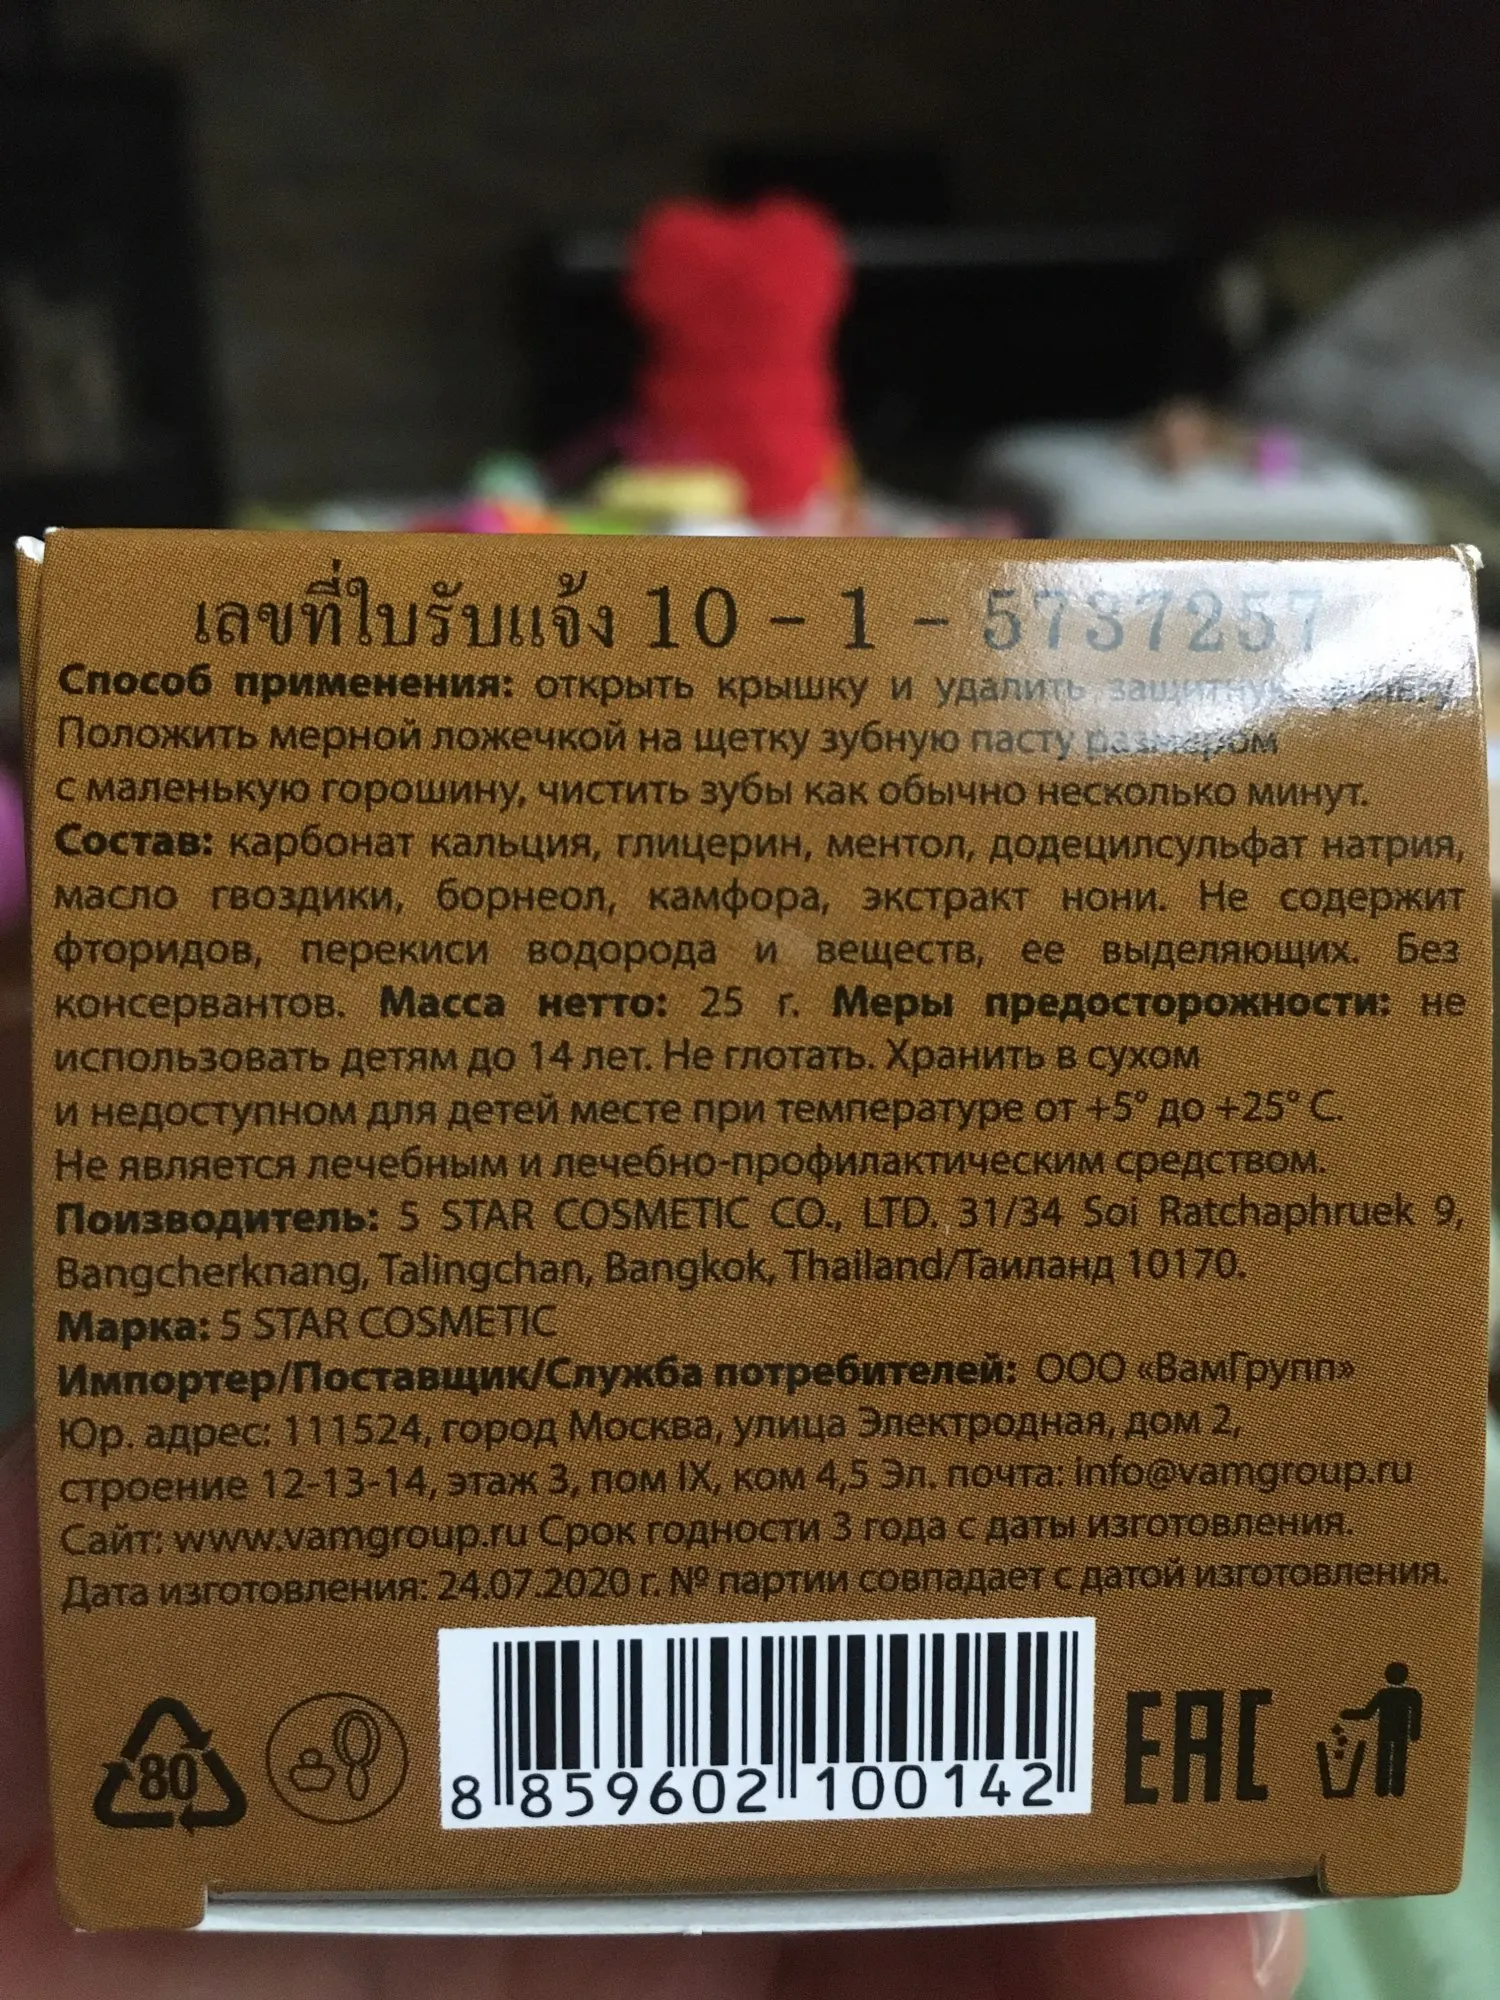 เลขที่ใบรับแจ้ง 10 - 1 - 5737257
Способ применения: открыть крышку и удалить защитную
Положить мерной ложечкой на щетку зубную пасту размером
с маленькую горошину, чистить зубы как обычно несколько минут.
Состав: карбонат кальция, глицерин, ментол, додецилсульфат натрия,
масло гвоздики, борнеол, камфора, экстракт нони. Не содержит
фторидов, перекиси водорода и веществ, ее выделяющих. Без
консервантов. Масса нетто: 25 г. Меры предосторожности: не
использовать детям до 14 лет. Не глотать. Хранить в сухом
и недоступном для детей месте при температуре от +5° до +25° С.
Не является лечебным и лечебно-профилактическим средством.
Поизводитель: 5 STAR COSMETIC CO., LTD. 31/34 Soi Ratchaphruek 9,
Bangcherknang, Talingchan, Bangkok, Thailand/Таиланд 10170.
Марка: 5 STAR COSMETIC
Импортер/Поставщик/Служба потребителей: ООО «ВамГрупп»
Юр. адрес: 111524, город Москва, улица Электродная, дом 2,
строение 12-13-14, этаж 3, пом IX, ком 4,5 Эл. почта: info@vamgroup.ru
Сайт: www.vamgroup.ru Срок годности 3 года с даты изготовления.
Дата изготовления: 24.07.2020 г. № партии совпадает с датой изготовления.
80
8 859602 100142
EAC